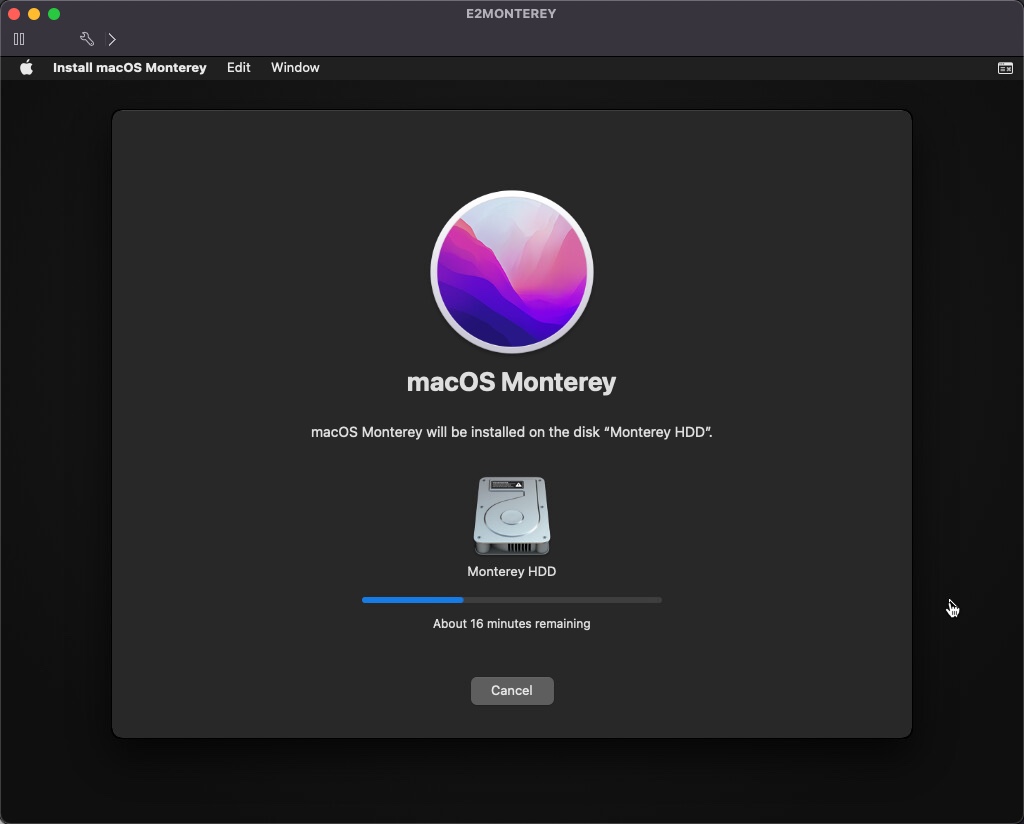 E2MONTEREY
Install macOS Monterey Edit Window
macOS Monterey
macOS Monterey will be installed on the disk “Monterey HDD”.
Monterey HDD
About 16 minutes remaining
Cancel